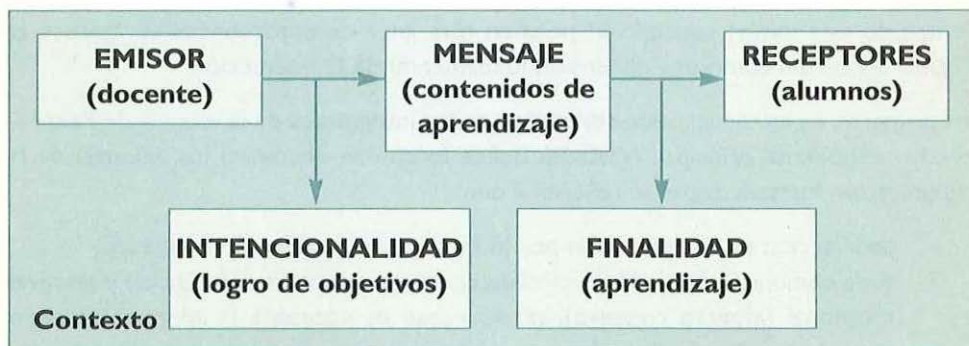 EMISOR
(docente)
MENSAJE
(contenidos de
aprendizaje)
RECEPTORES
(alumnos)
INTENCIONALIDAD
(logro de objetivos)
FINALIDAD
(aprendizaje)
Contexto